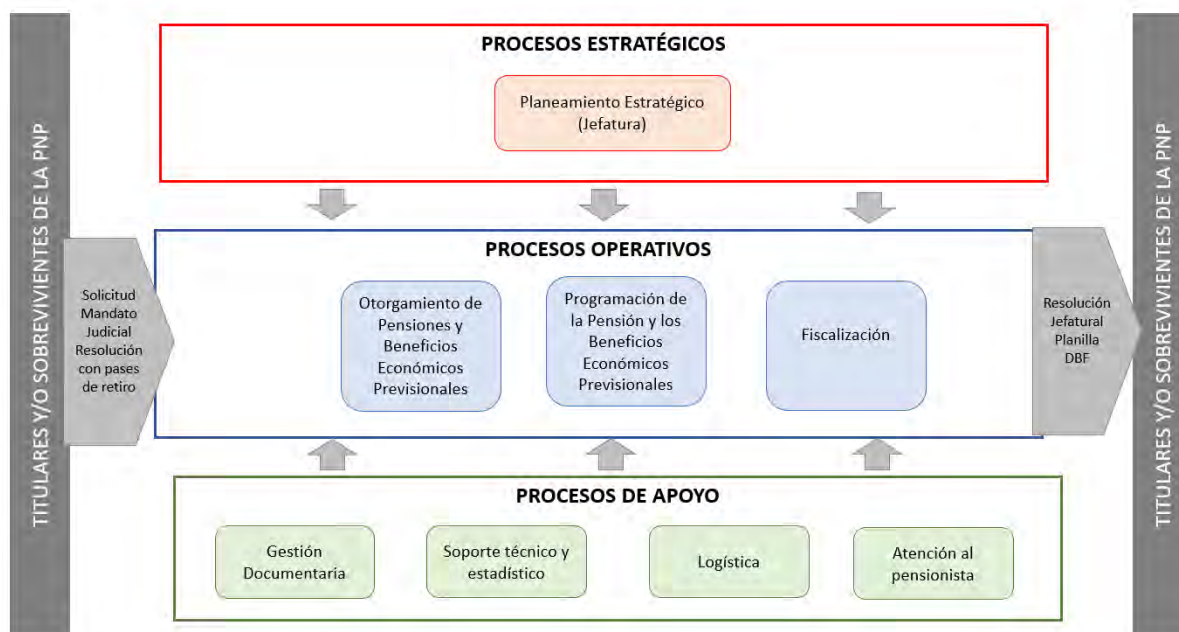 TITULARES Y/O SOBREVIVIENTES DE LA PNP
PROCESOS ESTRATÉGICOS
Planeamiento Estratégico
(Jefatura)
PROCESOS OPERATIVOS
Solicitud
Mandato
Judicial
Resolución
con pases
de retiro
Otorgamiento de
Pensiones y
Beneficios
Económicos
Previsionales
Programación de
la Pensión y los
Beneficios
Económicos
Previsionales
Fiscalización
Resolución
Jefatural
Planilla
DBF
PROCESOS DE APOYO
Gestión
Documentaria
Soporte técnico y
estadístico
Logística
Atención al
pensionista
TITULARES Y/O SOBREVIVIENTES DE LA PNP